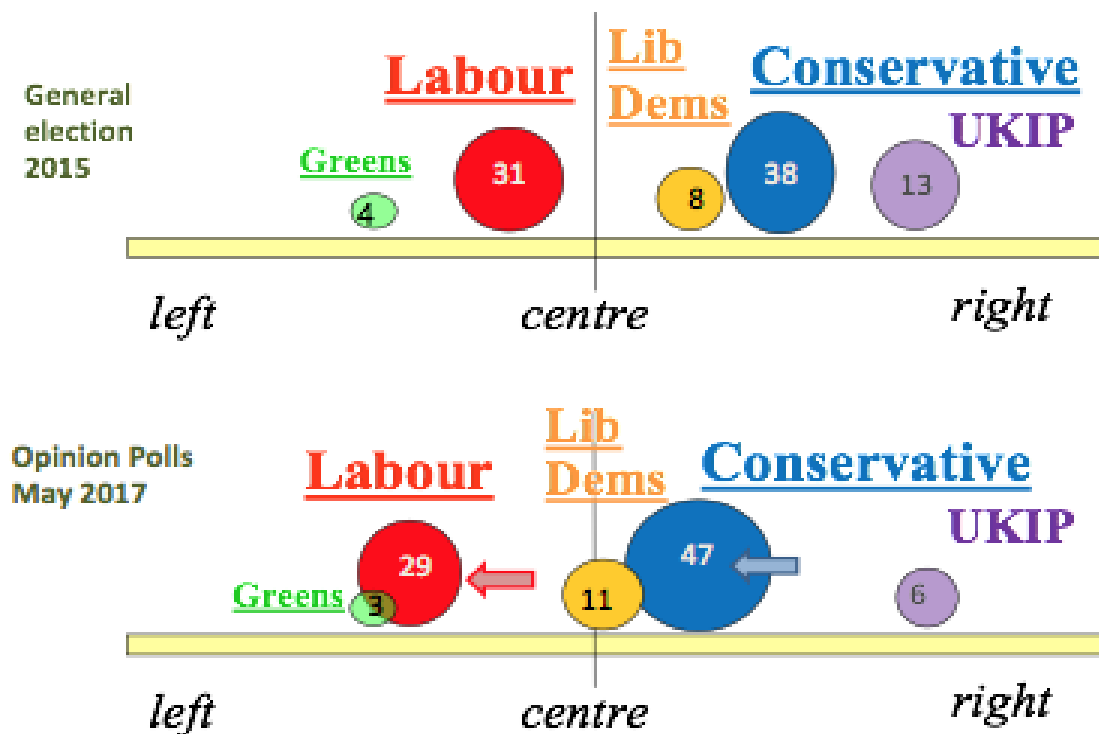 General
election
2015
Greens
Labour
Lib
Dems
Conservative
UKIP
4
31
8
38
13
left
centre
right
Opinion Polls
May 2017
Greens
Labour
Lib
Dems
Conservative
UKIP
3
29
11
47
6
left
centre
right